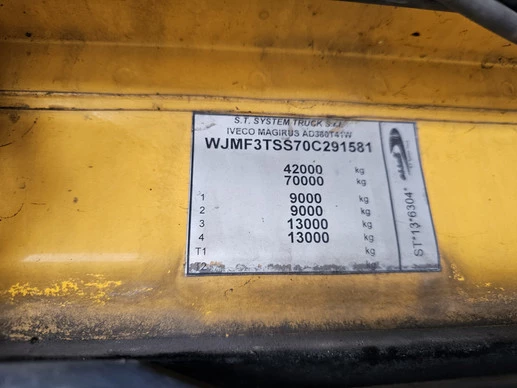 S.T. SYSTEM TRUCK S.r.l.
IVECO MAGIRUS AD380T41W
WJMF3TSS70C291581
42000 kg
70000 kg
1 9000 kg
2 9000 kg
3 13000 kg
4 13000 kg
T1 kg
T2
ST*13*6304*